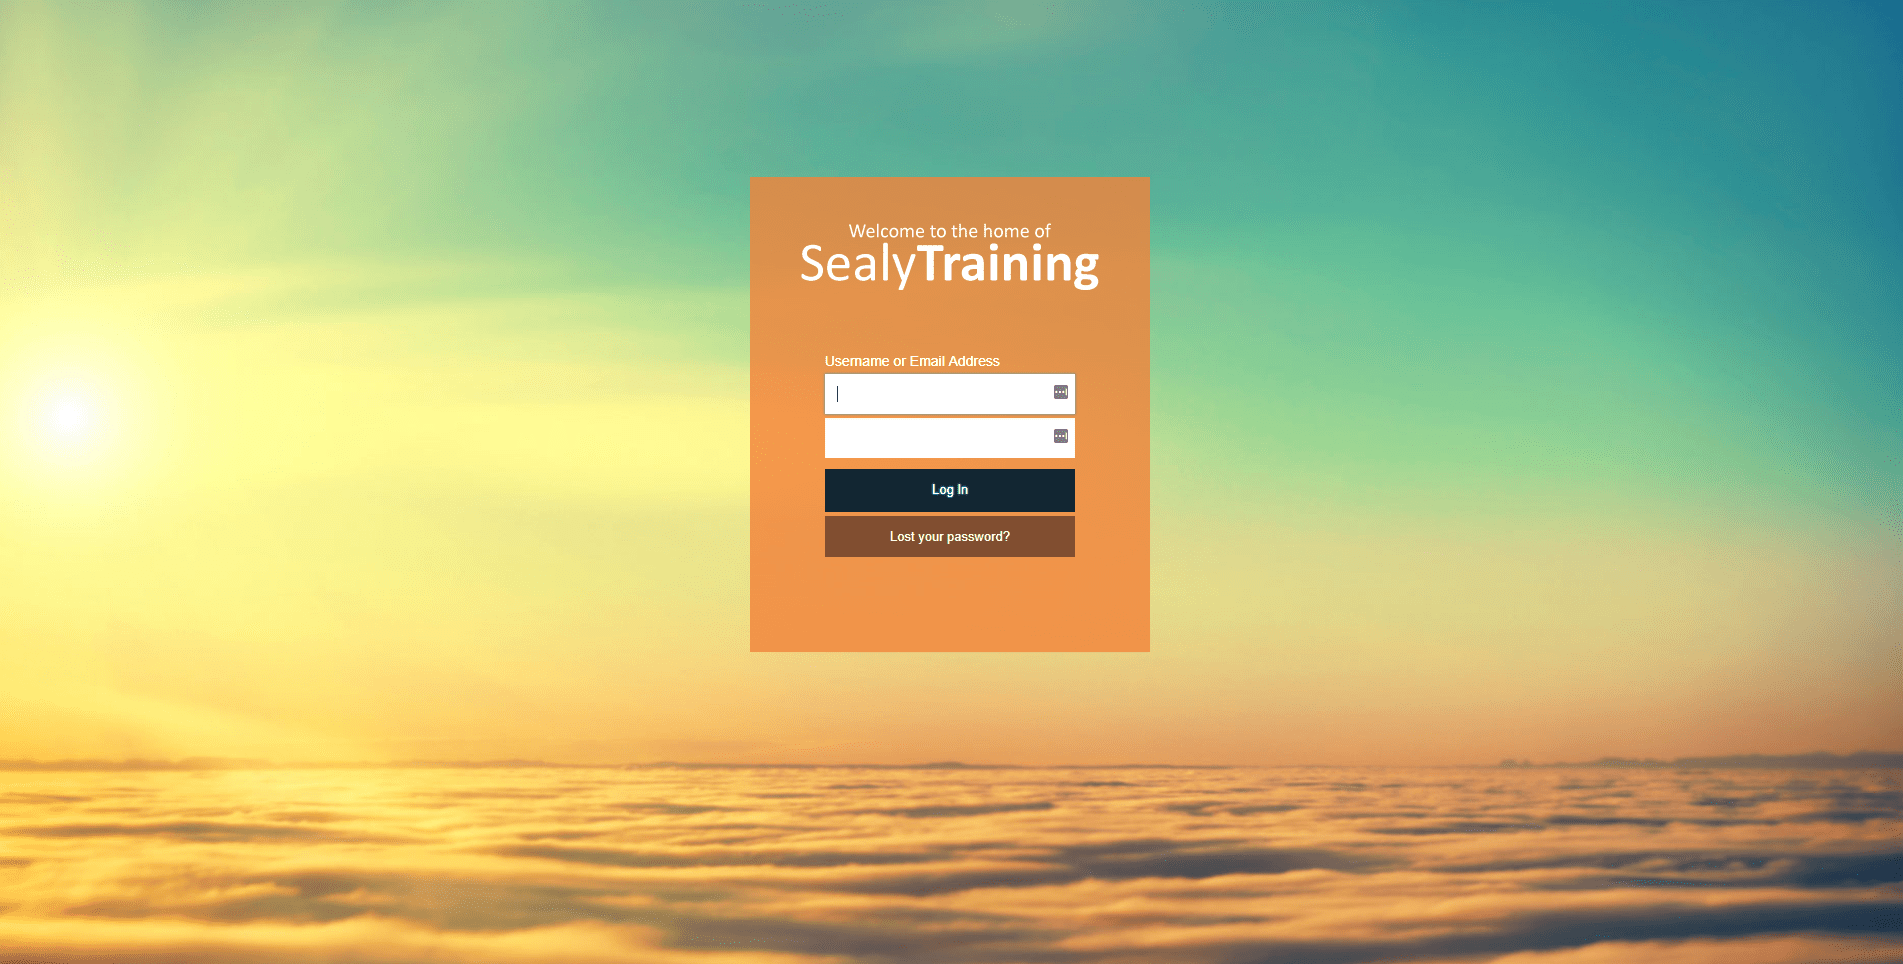 Welcome to the home of
SealyTraining
Username or Email Address
Log In
Lost your password?